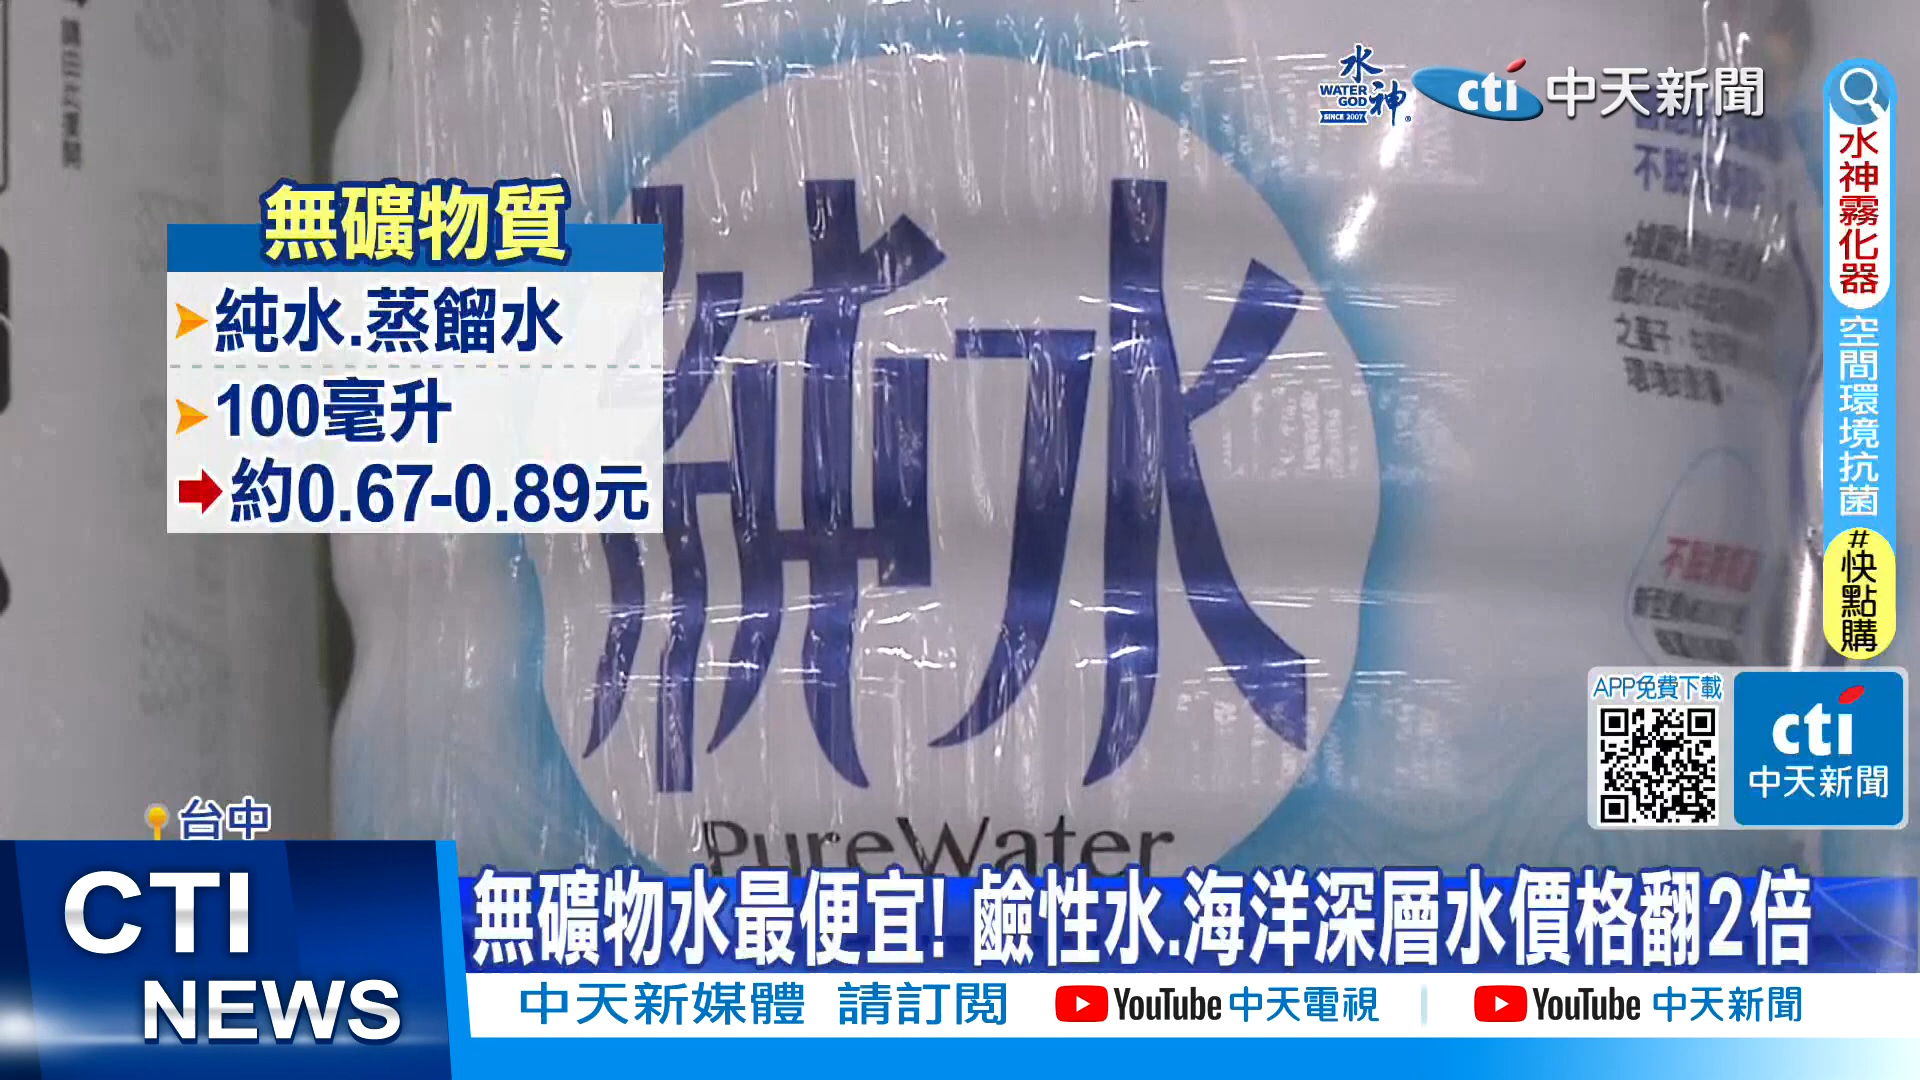 水神
WATER
GOD
SINCE 2007
cti 中天新聞
水神霧化器
空間環境抗菌
#快點購
無礦物質
純水.蒸餾水
100毫升
約0.67-0.89元
純水
PureWater
APP免費下載
cti
中天新聞
台中
CTI
NEWS
無礦物水最便宜! 鹼性水.海洋深層水價格翻2倍
中天新媒體 請訂閱 YouTube 中天電視 | YouTube 中天新聞